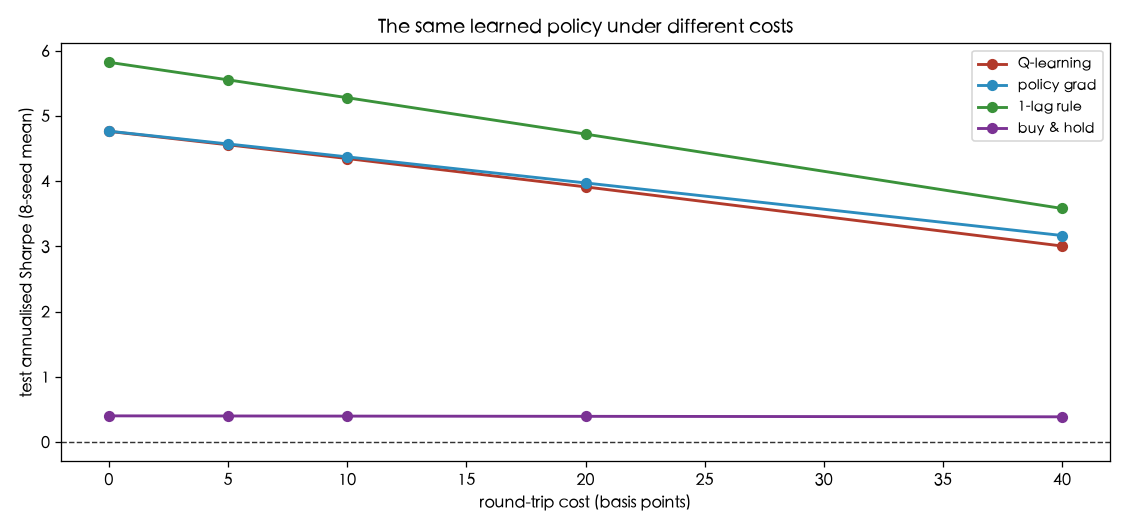 The same learned policy under different costs
Q-learning
policy grad
1-lag rule
buy & hold
test annualised Sharpe (8-seed mean)
6
5
4
3
2
1
0
0 5 10 15 20 25 30 35 40
round-trip cost (basis points)